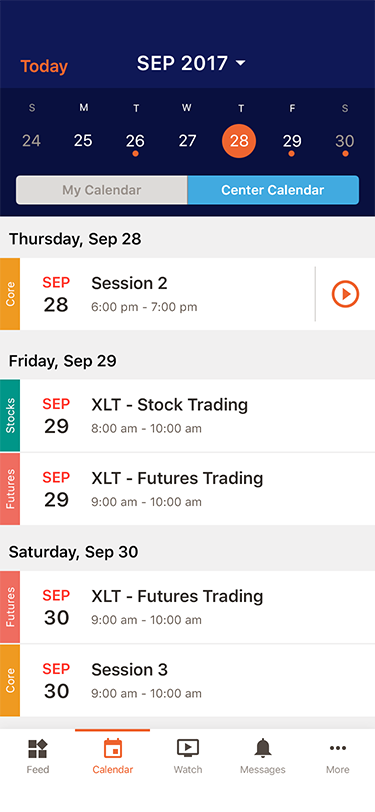 Today
SEP 2017
S M T W T F S
24 25 26 27 28 29 30
My Calendar Center Calendar
Thursday, Sep 28
Core
SEP
28
Session 2
6:00 pm - 7:00 pm
Friday, Sep 29
Stocks
SEP
29
XLT - Stock Trading
8:00 am - 10:00 am
Futures
SEP
29
XLT - Futures Trading
9:00 am - 10:00 am
Saturday, Sep 30
Futures
SEP
30
XLT - Futures Trading
9:00 am - 10:00 am
Core
SEP
30
Session 3
9:00 am - 10:00 am
Feed Calendar Watch Messages More